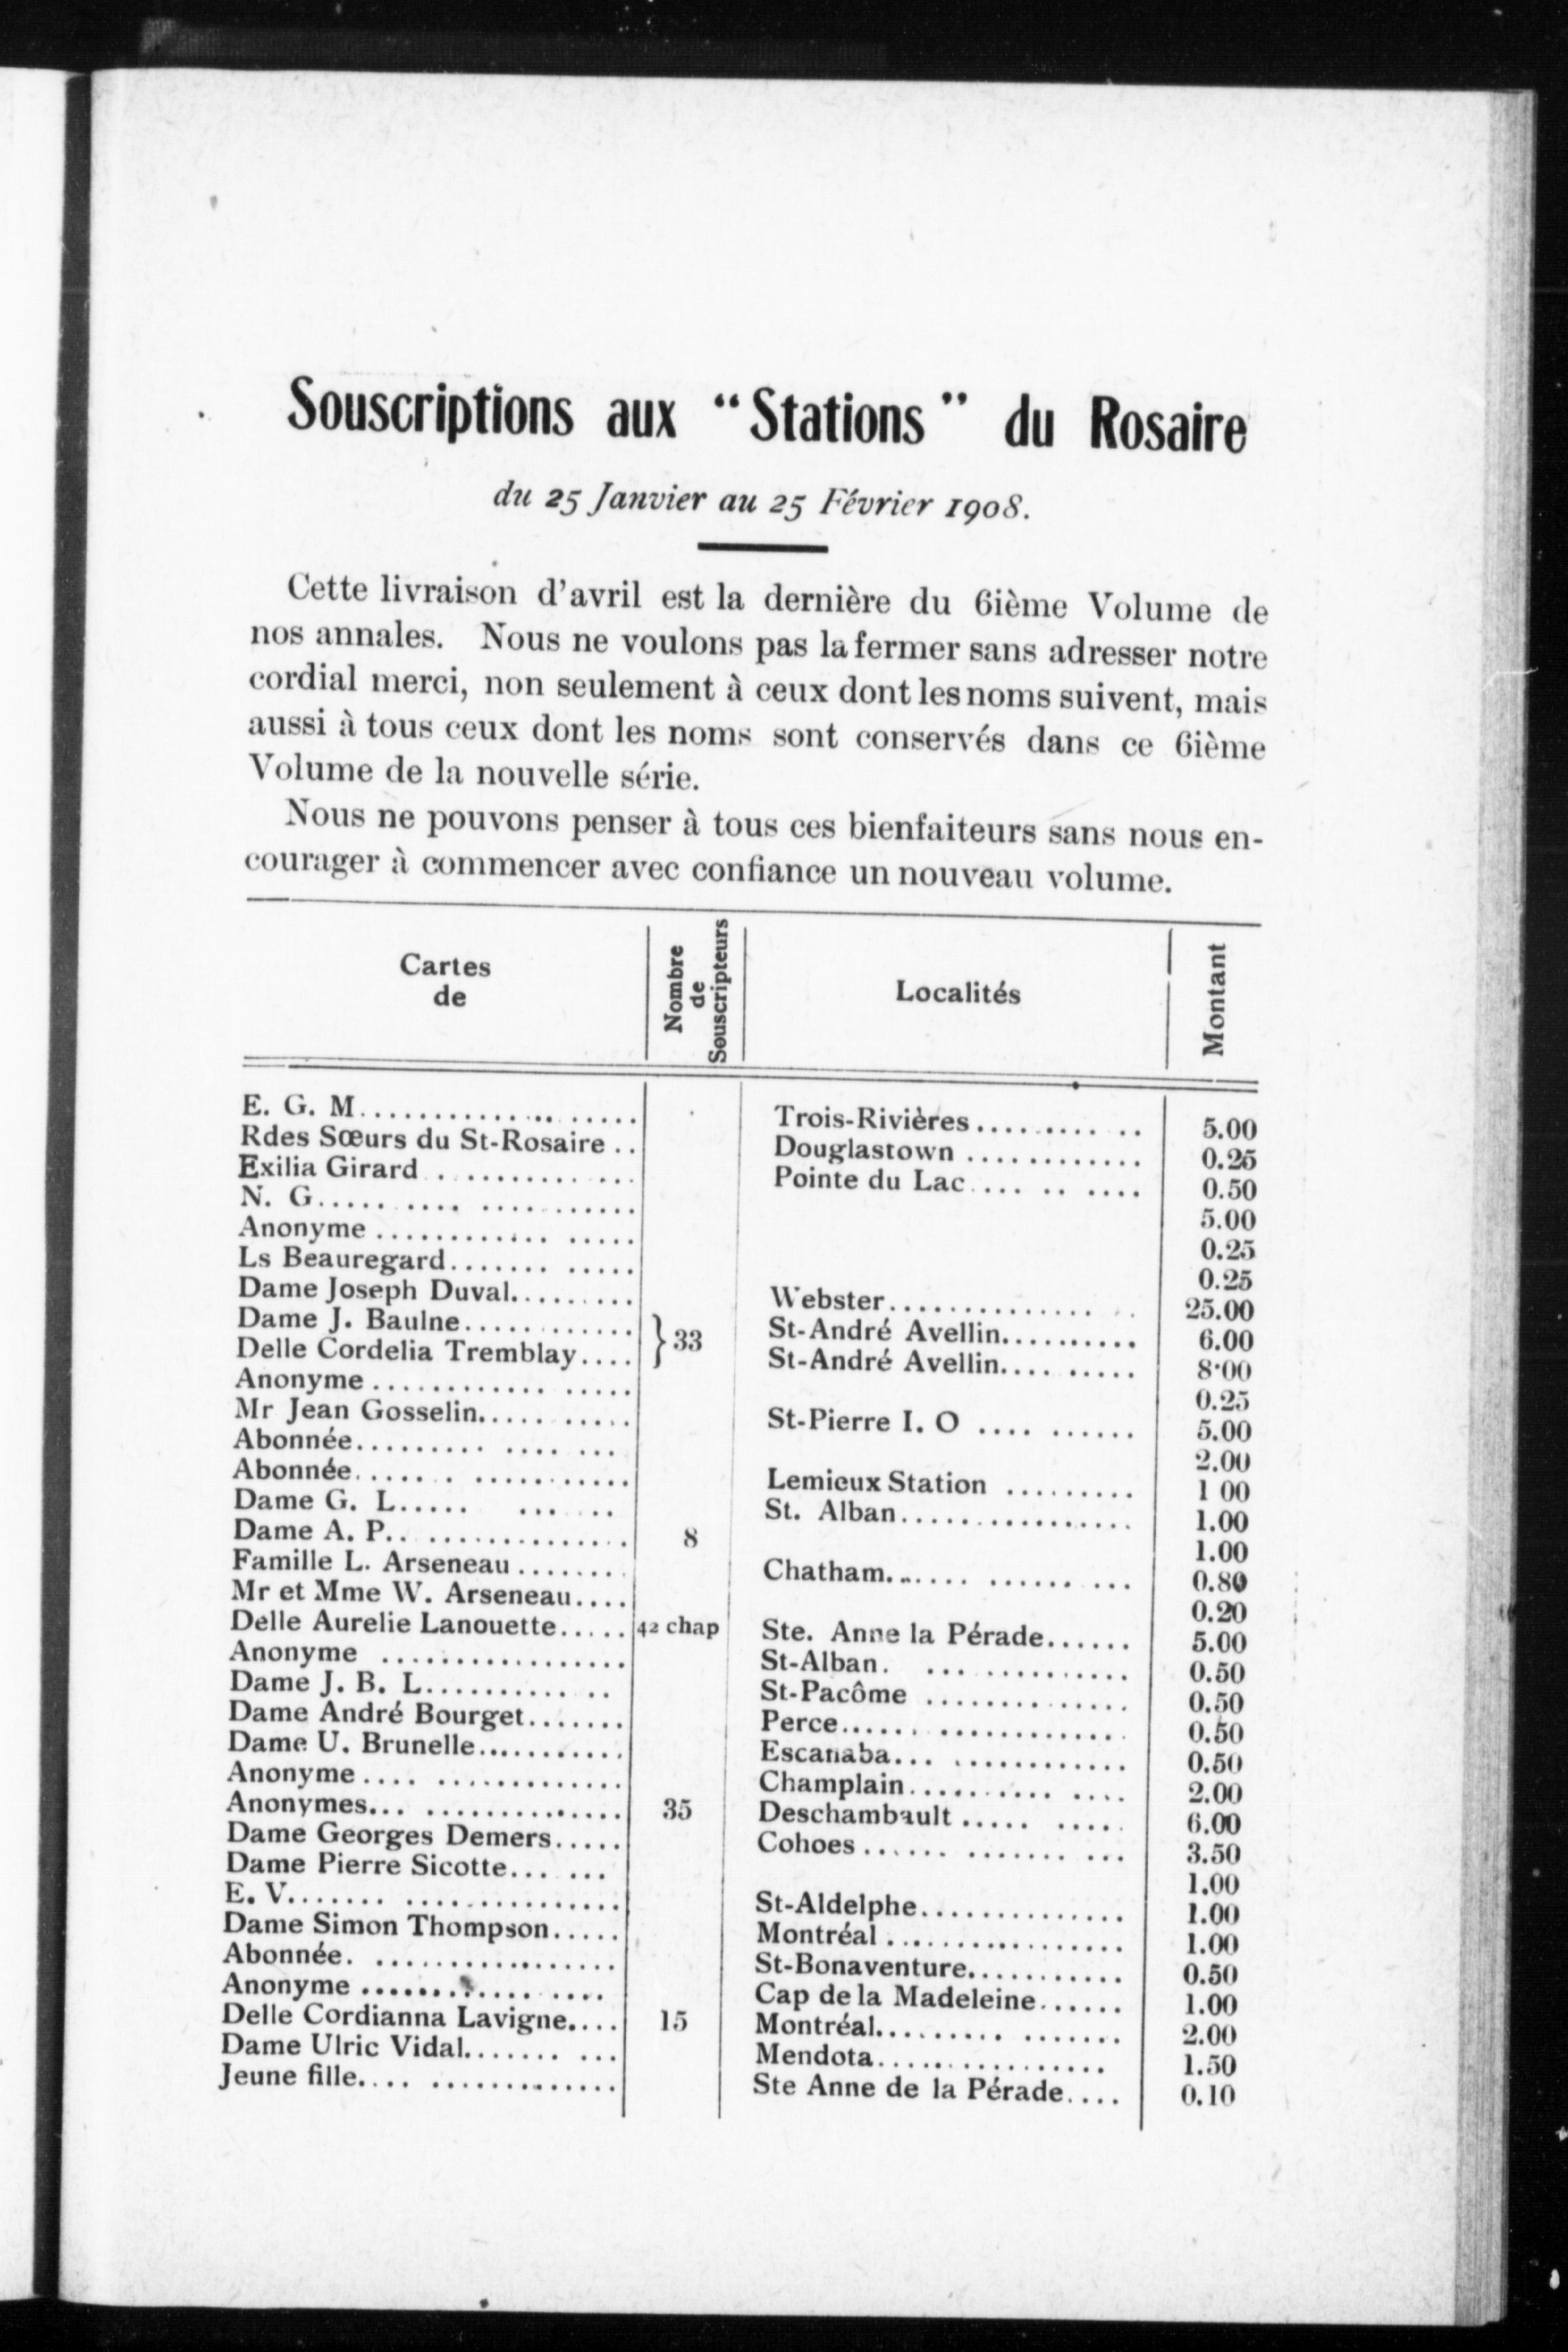 Souscriptions aux "Stations" du Rosaire
du 25 Janvier au 25 Février 1908.
Cette livraison d'avril est la dernière du 6ième Volume de
nos annales. Nous ne voulons pas la fermer sans adresser notre
cordial merci, non seulement à ceux dont les noms suivent, mais
aussi à tous ceux dont les noms sont conservés dans ce 6ième
Volume de la nouvelle série.
Nous ne pouvons penser à tous ces bienfaiteurs sans nous en-
courager à commencer avec confiance un nouveau volume.
Cartes de Nombre de Souscripteurs Localités Montant
E. G. M.................. Trois-Rivières........... 5.00
Rdes Sœurs du St-Rosaire .. Douglastown ............ 0.25
Exilia Girard ............. Pointe du Lac.... .. .... 0.50
N. G..... .... ........... 5.00
Anonyme ............ ..... 0.25
Ls Beauregard....... ..... 0.25
Dame Joseph Duval......... Webster................ 25.00
Dame J. Baulne............ } 33 St-André Avellin.......... 6.00
Delle Cordelia Tremblay.... St-André Avellin.... ..... 8·00
Anonyme ............ ..... 0.25
Mr Jean Gosselin..... ..... St-Pierre I. O .... ...... 5.00
Abonnée......... .... ... 2.00
Abonnée...... . ........... Lemieux Station ......... 1 00
Dame G. L..... ... ... St. Alban................ 1.00
Dame A. P.. .............. 8 1.00
Famille L. Arseneau ........ Chatham....... ...... ... 0.80
Mr et Mme W. Arseneau.... 0.20
Delle Aurelie Lanouette..... 42 chap Ste. Anne la Pérade...... 5.00
Anonyme ................. St-Alban. ... .......... 0.50
Dame J. B. L........... .. St-Pacôme .............. 0.50
Dame André Bourget....... Perce...... ............. 0.50
Dame U. Brunelle........... Escanaba... ............ 0.50
Anonyme.... ............. Champlain........... .... 2.00
Anonymes... .............. 35 Deschambault ..... ..... 6.00
Dame Georges Demers..... Cohoes ...... ....... ... 3.50
Dame Pierre Sicotte... ... 1.00
E. V....... ............... St-Aldelphe.............. 1.00
Dame Simon Thompson..... Montréal ................ 1.00
Abonnée. ................ St-Bonaventure........... 0.50
Anonyme ............ .... Cap de la Madeleine...... 1.00
Delle Cordianna Lavigne.... 15 Montréal......... ....... 2.00
Dame Ulric Vidal....... ... Mendota................ 1.50
Jeune fille.... ............. Ste Anne de la Pérade.... 0.10